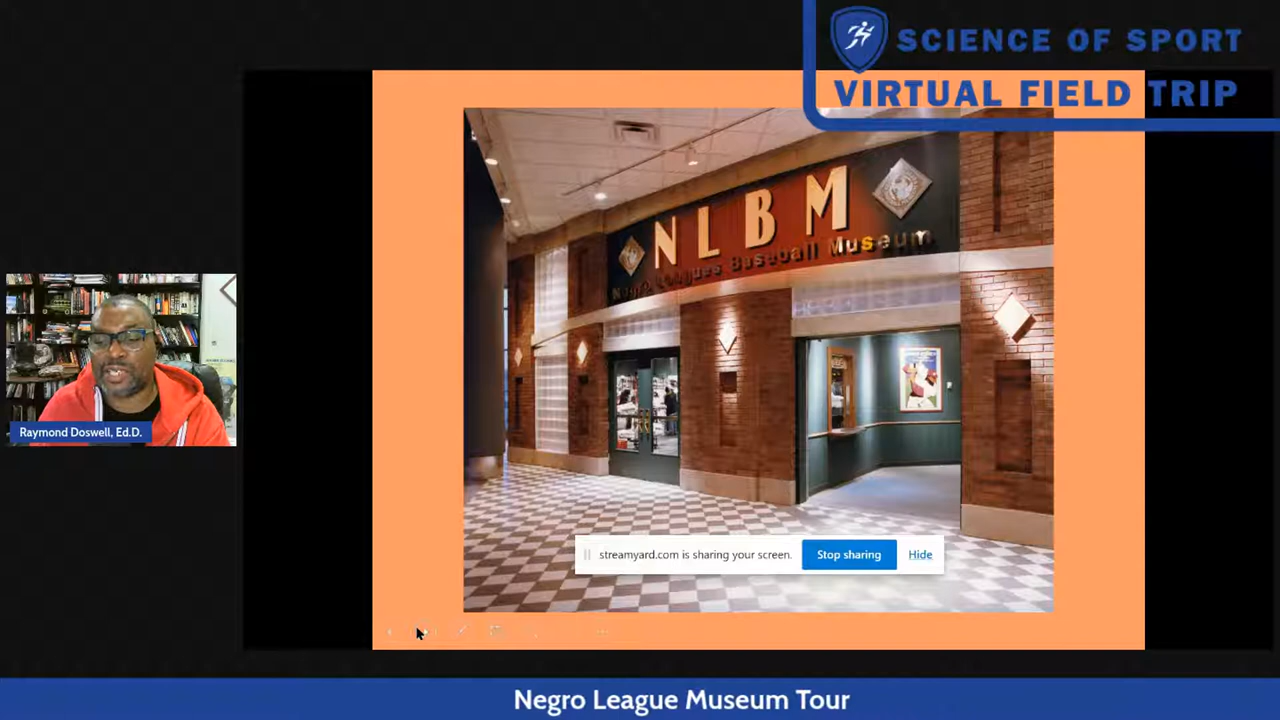 SCIENCE OF SPORT
VIRTUAL FIELD TRIP
NLBM
Negro Leagues Baseball Museum
Raymond Doswell, Ed.D.
streamyard.com is sharing your screen.
Stop sharing
Hide
Negro League Museum Tour